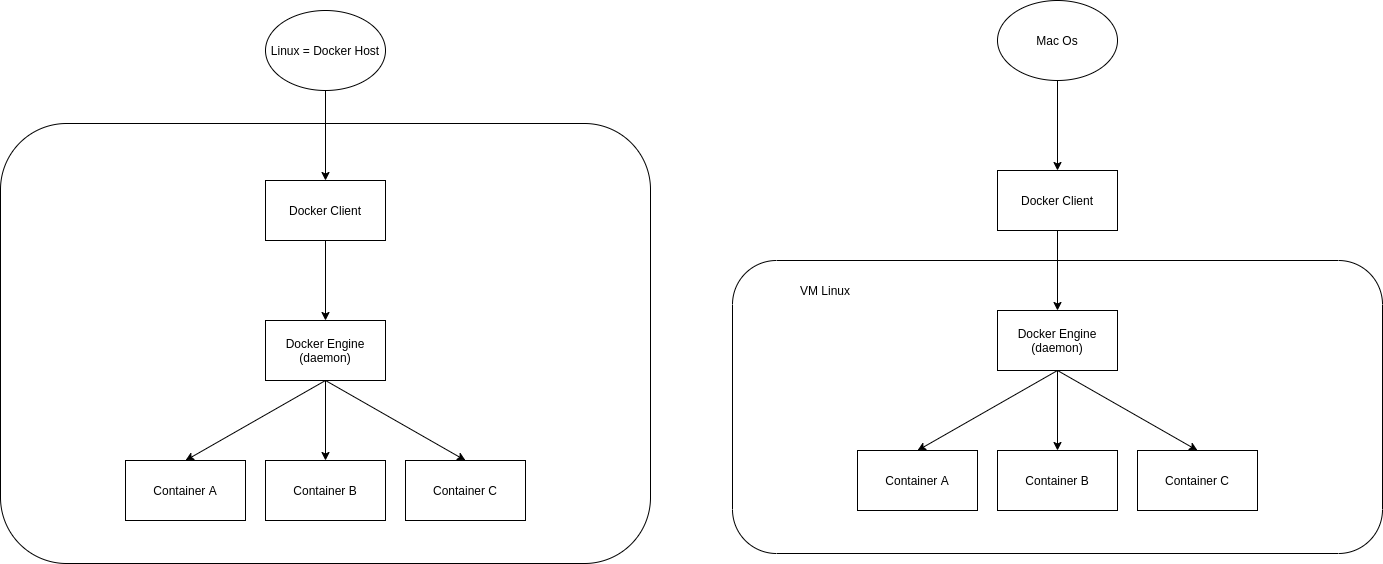 Linux = Docker Host
Docker Client
Docker Engine
(daemon)
Container A
Container B
Container C
Mac Os
Docker Client
VM Linux
Docker Engine
(daemon)
Container A
Container B
Container C